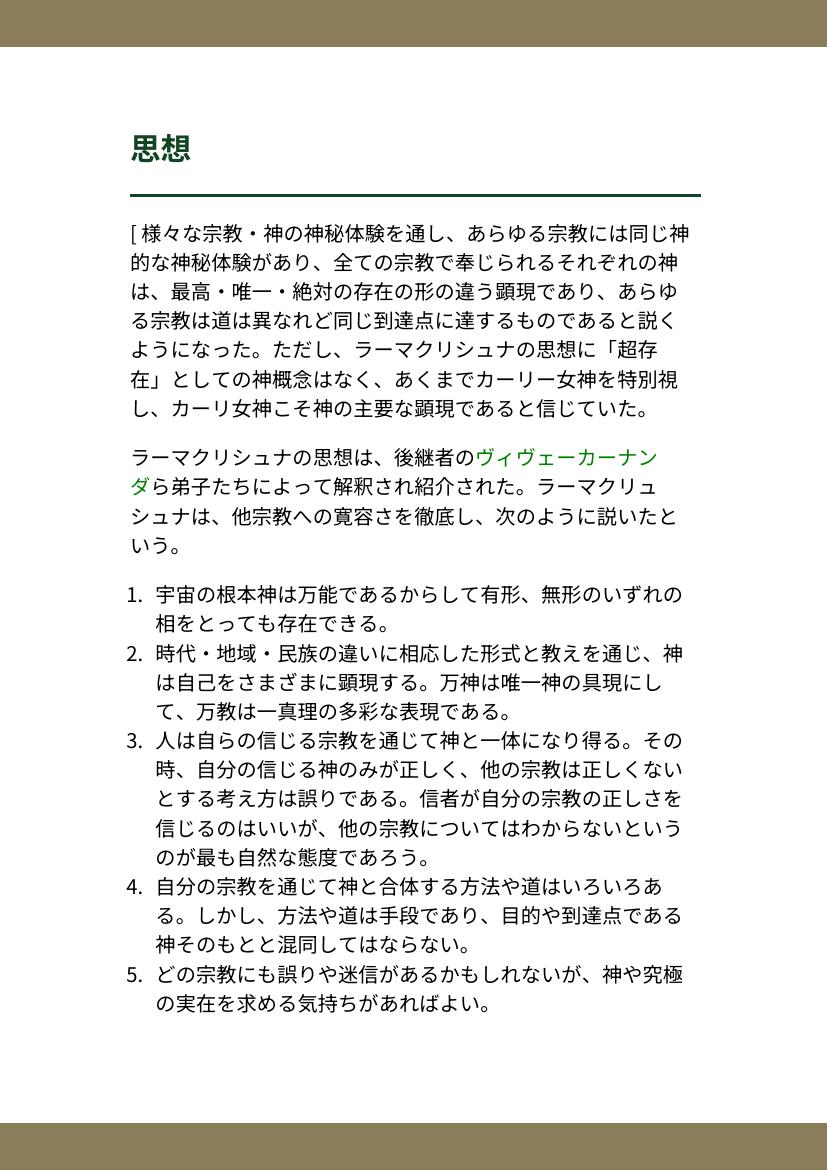 思想
[ 様々な宗教・神の神秘体験を通し、あらゆる宗教には同じ神
的な神秘体験があり、全ての宗教で奉じられるそれぞれの神
は、最高・唯一・絶対の存在の形の違う顕現であり、あらゆ
る宗教は道は異なれど同じ到達点に達するものであると説く
ようになった。ただし、ラーマクリシュナの思想に「超存
在」としての神概念はなく、あくまでカーリー女神を特別視
し、カーリ女神こそ神の主要な顕現であると信じていた。
ラーマクリシュナの思想は、後継者のヴィヴェーカーナン
ダら弟子たちによって解釈され紹介された。ラーマクリュ
シュナは、他宗教への寛容さを徹底し、次のように説いたと
いう。
1. 宇宙の根本神は万能であるからして有形、無形のいずれの
相をとっても存在できる。
2. 時代・地域・民族の違いに相応した形式と教えを通じ、神
は自己をさまざまに顕現する。万神は唯一神の具現にし
て、万教は一真理の多彩な表現である。
3. 人は自らの信じる宗教を通じて神と一体になり得る。その
時、自分の信じる神のみが正しく、他の宗教は正しくない
とする考え方は誤りである。信者が自分の宗教の正しさを
信じるのはいいが、他の宗教についてはわからないという
のが最も自然な態度であろう。
4. 自分の宗教を通じて神と合体する方法や道はいろいろあ
る。しかし、方法や道は手段であり、目的や到達点である
神そのもとと混同してはならない。
5. どの宗教にも誤りや迷信があるかもしれないが、神や究極
の実在を求める気持ちがあればよい。